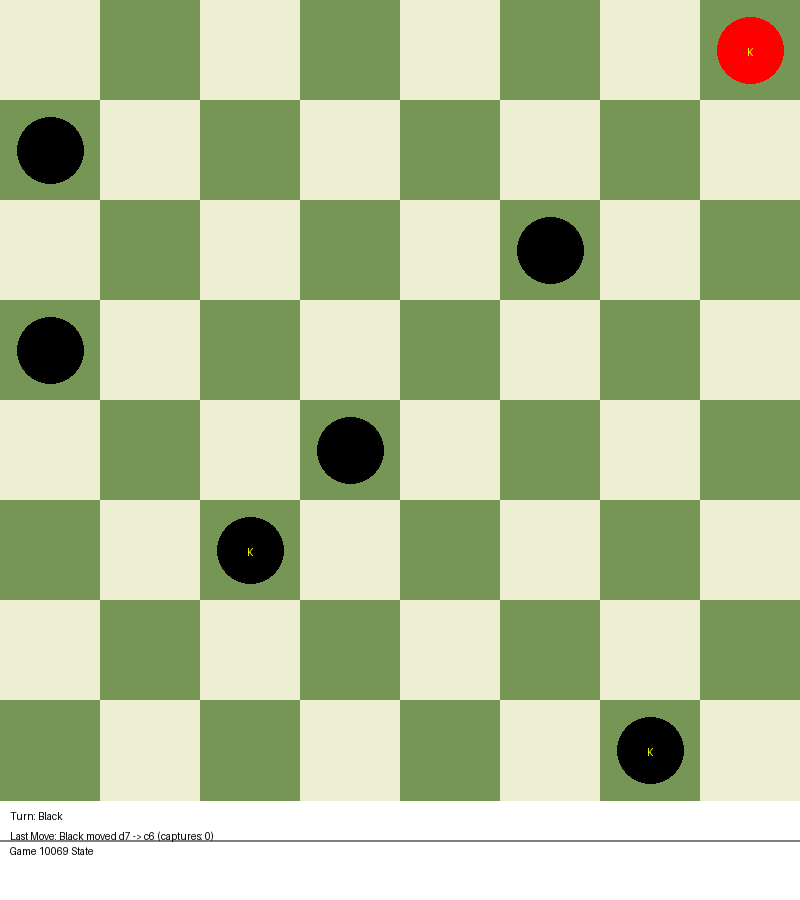 K
K
K
Turn: Black
Last Move: Black moved d7 -> c6 (captures: 0)
Game 10069 State